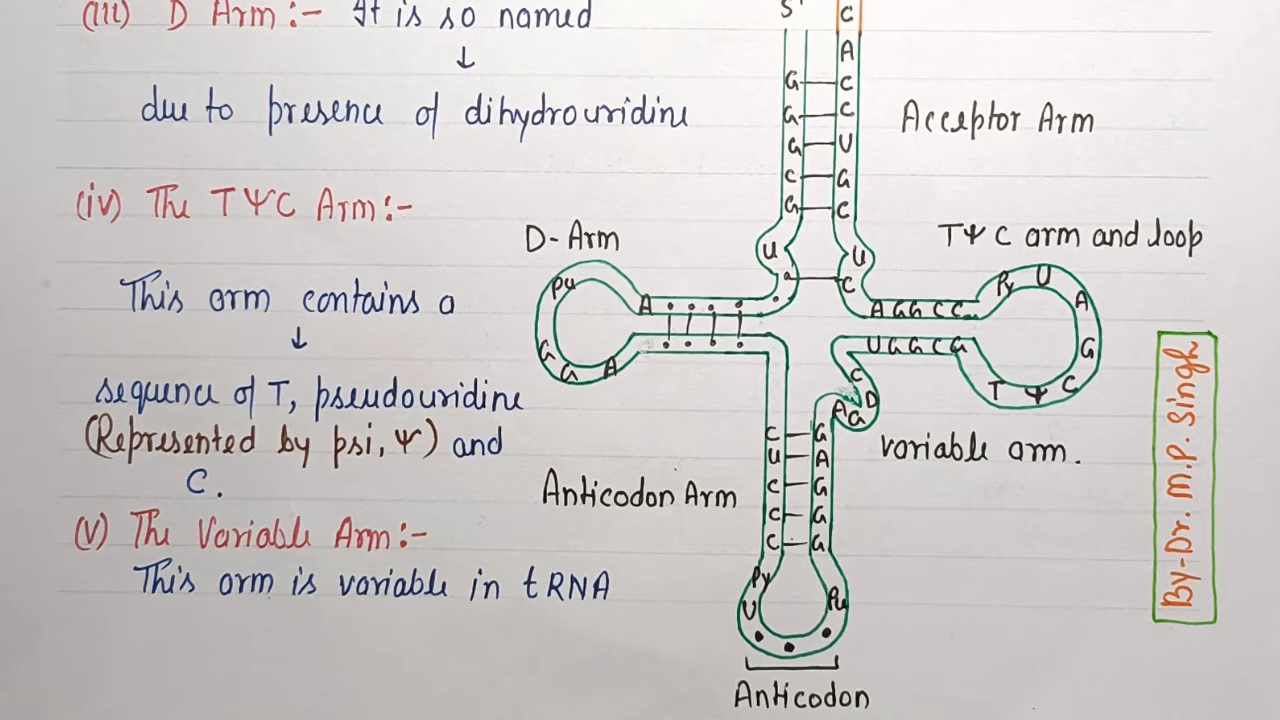 (iii) D Arm:- It is so named
↓
due to presence of dihydrouridine
(iv) The TΨC Arm:-
This arm contains a
↓
sequence of T, pseudouridine
(Represented by psi, Ψ) and
C.
(v) The Variable Arm:-
This arm is variable in tRNA
5'
C
A
G C
G C
G U
C G
G C
U U
C
Acceptor Arm
D-Arm
Pu
A
G G A
TΨC arm and loop
A G G C C
Py U A G C Ψ T
U G G C G
C
D
A G
variable arm.
Anticodon Arm
C G
U A
C G
C G
C G
Py
U
Pu
Anticodon
By-Dr. M.P. Singh